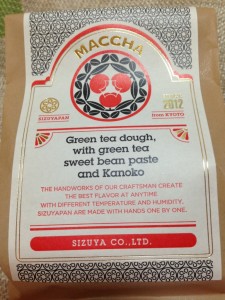 MACCHA
SIZUYAPAN
2012
from KYOTO
Green tea dough,
with green tea
sweet bean paste
and Kanoko
THE HANDWORKS OF OUR CRAFTSMAN CREATE
THE BEST FLAVOR AT ANYTIME
WITH DIFFERENT TEMPERATURE AND HUMIDITY.
SIZUYAPAN ARE MADE WITH HANDS ONE BY ONE.
SIZUYA CO.,LTD.